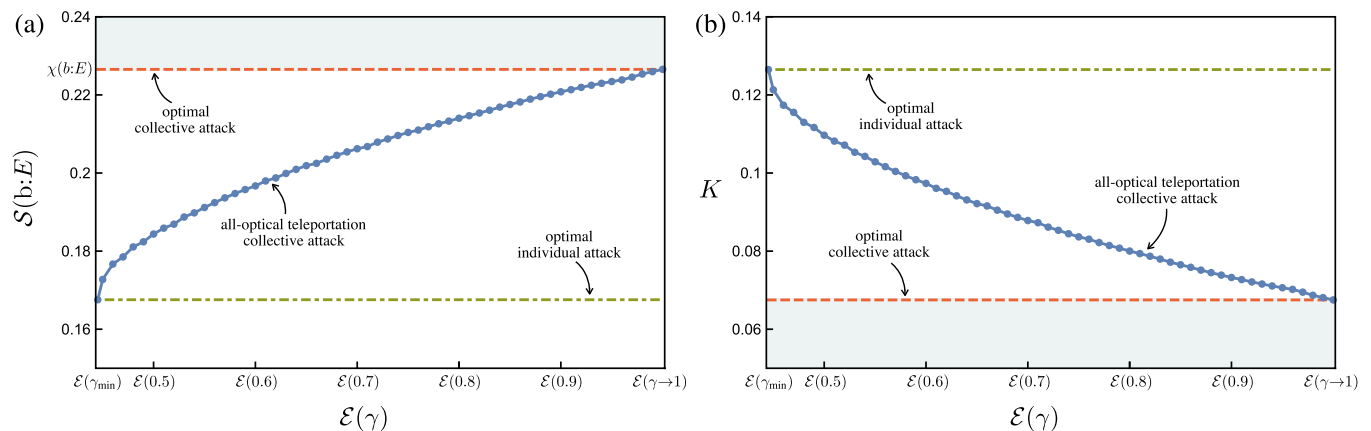 (a)
0.24
χ(b:E)
0.22
0.2
0.18
0.16
S(b:E)
optimal
collective attack
all-optical teleportation
collective attack
optimal
individual attack
ℰ(γmin)
ℰ(0.5)
ℰ(0.6)
ℰ(0.7)
ℰ(0.8)
ℰ(0.9)
ℰ(γ→1)
ℰ(γ)
(b)
0.14
0.12
0.1
0.08
0.06
K
optimal
individual attack
all-optical teleportation
collective attack
optimal
collective attack
ℰ(γmin)
ℰ(0.5)
ℰ(0.6)
ℰ(0.7)
ℰ(0.8)
ℰ(0.9)
ℰ(γ→1)
ℰ(γ)